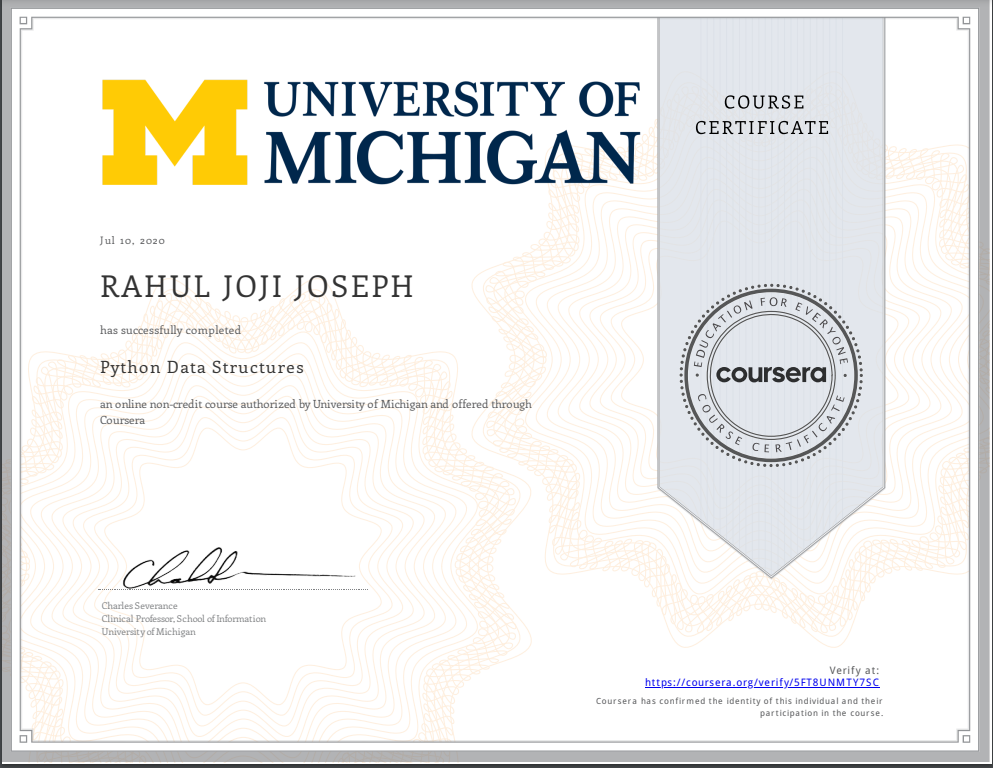 UNIVERSITY OF
MICHIGAN
COURSE
CERTIFICATE
Jul 10, 2020
RAHUL JOJI JOSEPH
has successfully completed
Python Data Structures
an online non-credit course authorized by University of Michigan and offered through
Coursera
EDUCATION FOR EVERYONE
coursera
COURSE CERTIFICATE
Charles Severance
Clinical Professor, School of Information
University of Michigan
Verify at:
https://coursera.org/verify/5FT8UNMTY7SC
Coursera has confirmed the identity of this individual and their
participation in the course.